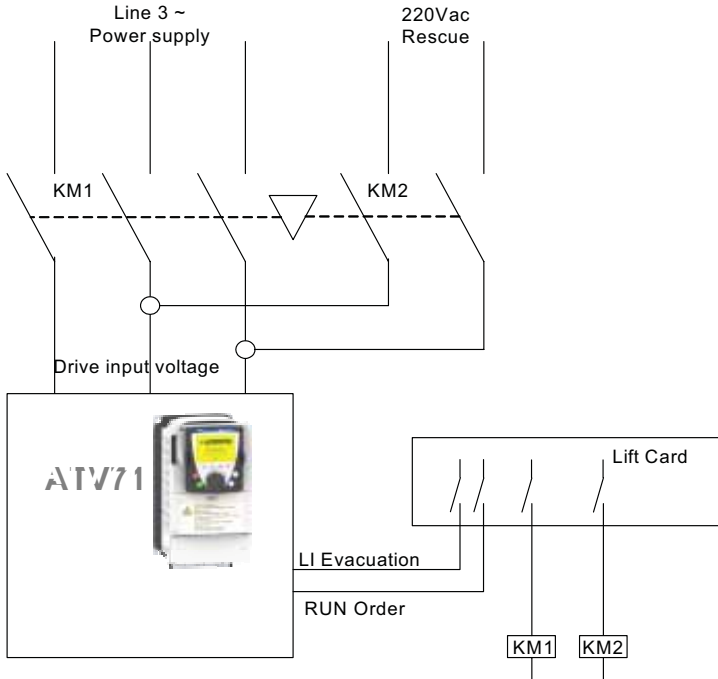 Line 3 ~
Power supply
220Vac
Rescue
KM1
KM2
Drive input voltage
ATV71
Lift Card
LI Evacuation
RUN Order
KM1
KM2